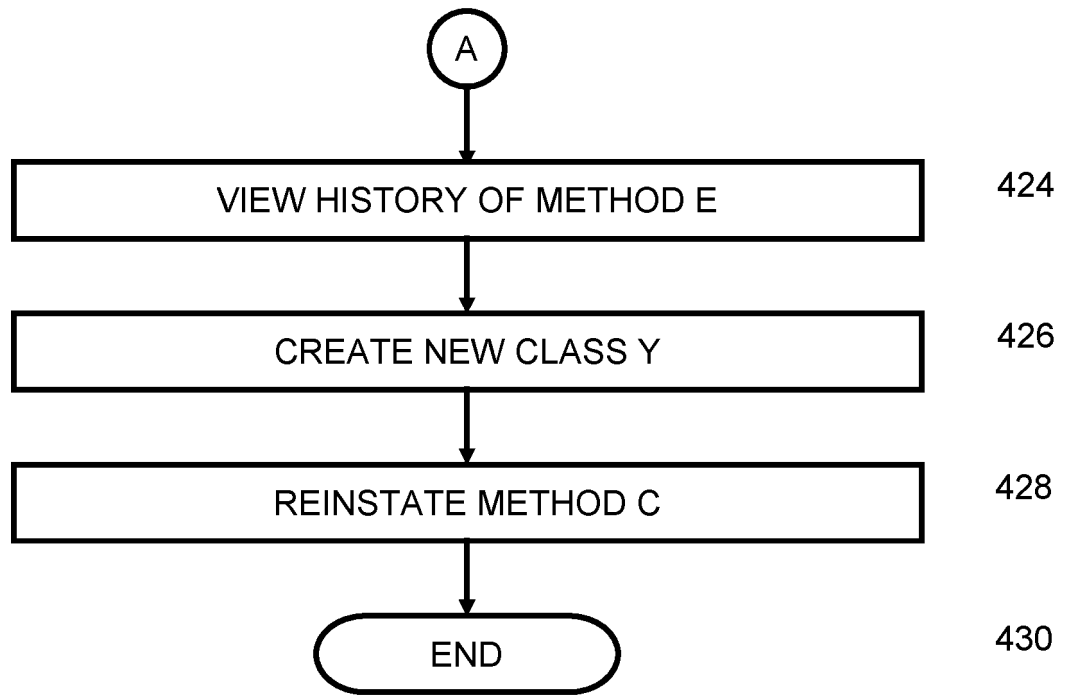 A
VIEW HISTORY OF METHOD E
424
CREATE NEW CLASS Y
426
REINSTATE METHOD C
428
END
430